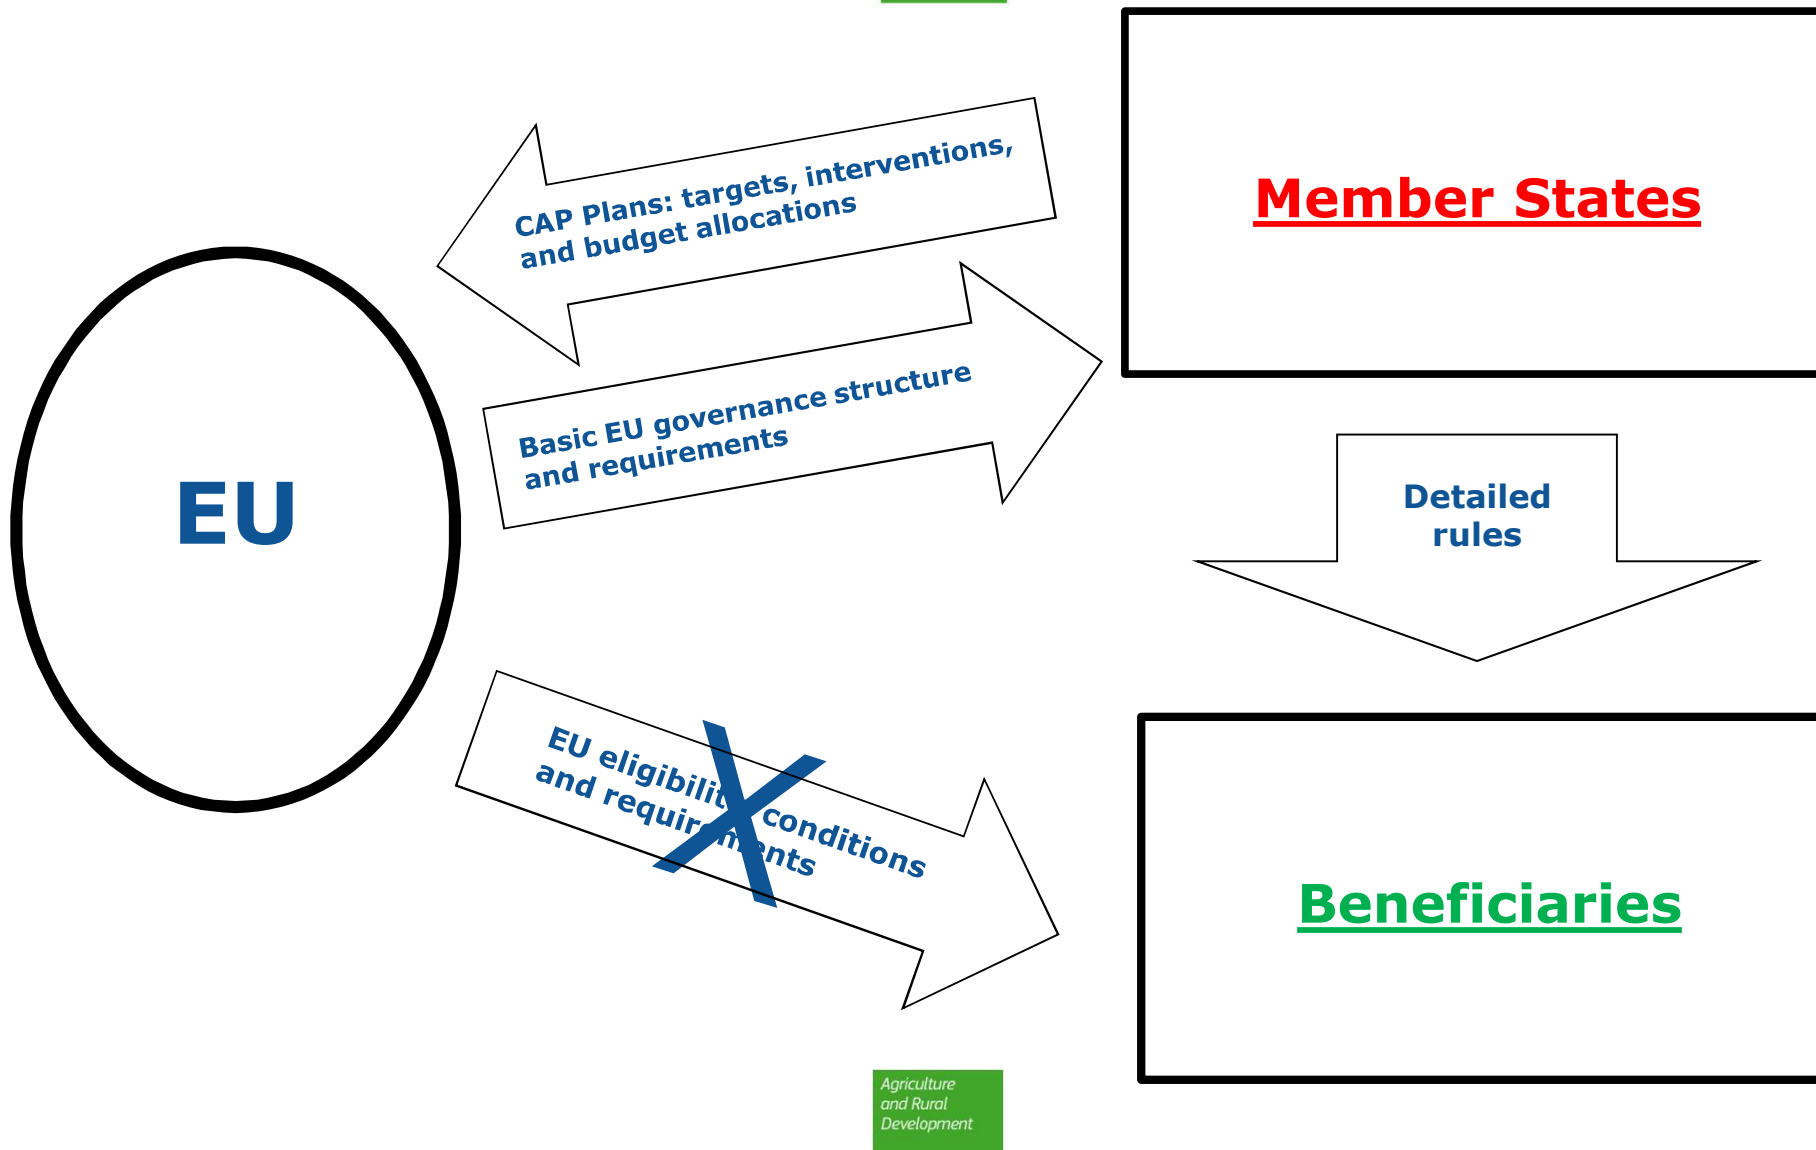 CAP Plans: targets, interventions,
and budget allocations
Member States
Basic EU governance structure
and requirements
EU
Detailed
rules
EU eligibility conditions
and requirements
Beneficiaries
Agriculture
and Rural
Development